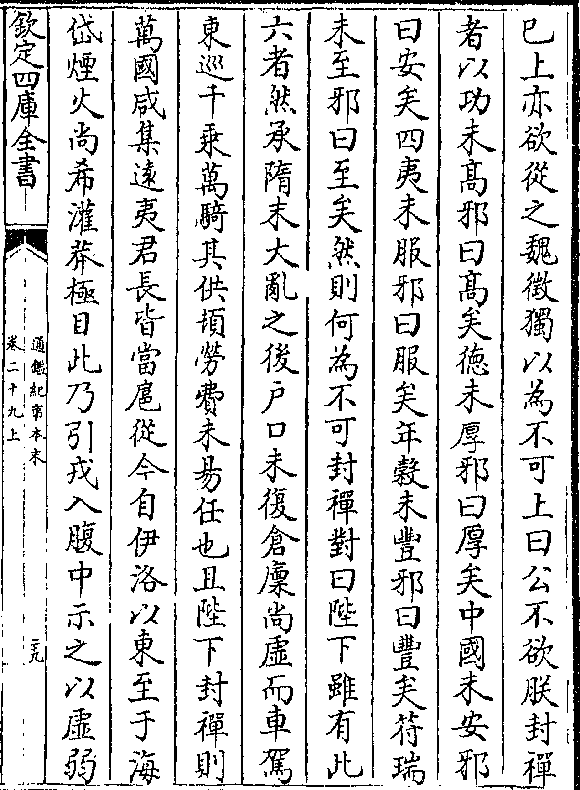 已上亦欲從之魏徵獨以為不可上曰公不欲朕封禪
者以功未髙邪曰髙矣徳未厚邪曰厚矣中國未安邪
曰安矣四夷未服邪曰服矣年穀未豐邪曰豐矣符瑞
未至邪曰至矣然則何為不可封禪對曰陛下雖有此
六者然承隋末大亂之後户口未復倉廩尚虛而車駕
東巡千乗萬騎其供頓勞費未易任也且陛下封禪則
萬國咸集逺夷君長皆當扈從今自伊洛以東至于海
岱煙火尚希灌莽極目此乃引戎入腹中示之以虛弱
欽定四庫全書
通鑑紀事本末
卷二十九上
三九